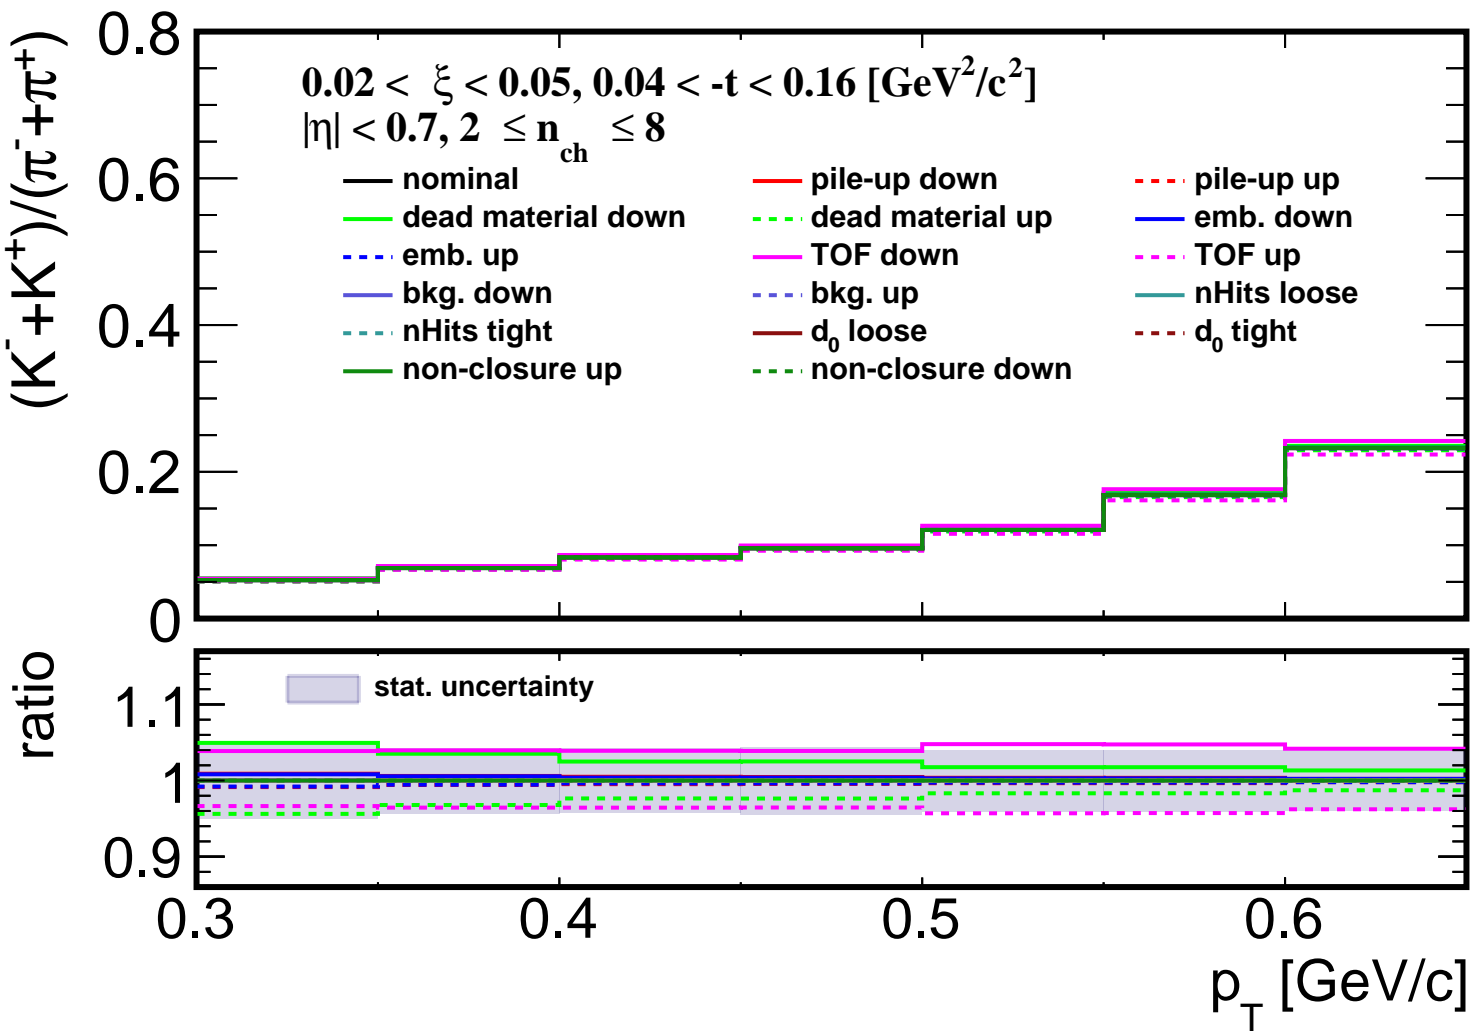 (K⁻+K⁺)/(π⁻+π⁺)
0.8
0.6
0.4
0.2
0
0.02 < ξ < 0.05, 0.04 < -t < 0.16 [GeV²/c²]
|η| < 0.7, 2 ≤ n_ch ≤ 8
nominal pile-up down pile-up up
dead material down dead material up emb. down
emb. up TOF down TOF up
bkg. down bkg. up nHits loose
nHits tight d₀ loose d₀ tight
non-closure up non-closure down
ratio
1.1
1
0.9
stat. uncertainty
0.3 0.4 0.5 0.6
p_T [GeV/c]